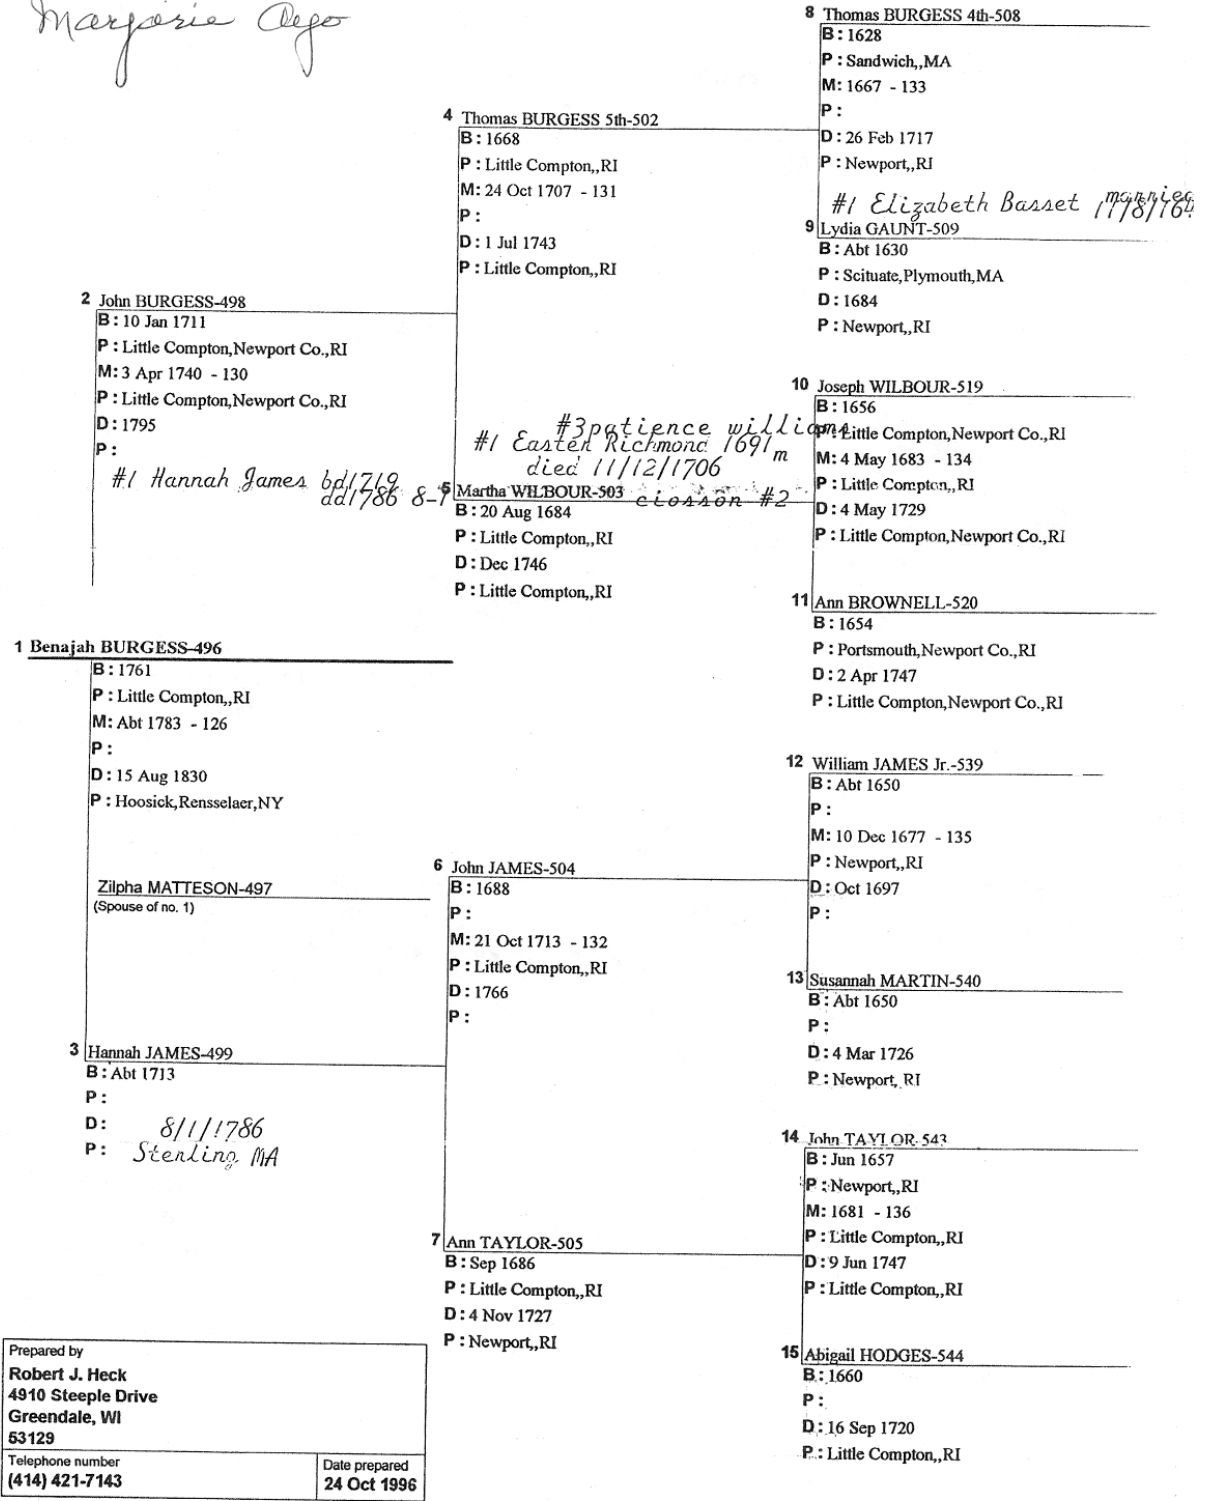 Marjorie
8 Thomas BURGESS 4th-508
B: 1628
P: Sandwich,,MA
M: 1667 - 133
P:
D: 26 Feb 1717
P: Newport,,RI
#1 Elizabeth Basset married
9 Lydia GAUNT-509
B: Abt 1630
P: Scituate,Plymouth,MA
D: 1684
P: Newport,,RI
4 Thomas BURGESS 5th-502
B: 1668
P: Little Compton,,RI
M: 24 Oct 1707 - 131
P:
D: 1 Jul 1743
P: Little Compton,,RI
2 John BURGESS-498
B: 10 Jan 1711
P: Little Compton,Newport Co.,RI
M: 3 Apr 1740 - 130
P: Little Compton,Newport Co.,RI
D: 1795
P:
#1 Hannah James bd1719
dd1786 8-1
#3patience williams
#1 Easter Richmond 1691 m
died 11/12/1706
5 Martha WILBOUR-503 #2
B: 20 Aug 1684
P: Little Compton,,RI
D: Dec 1746
P: Little Compton,,RI
10 Joseph WILBOUR-519
B: 1656
P: Little Compton,Newport Co.,RI
M: 4 May 1683 - 134
P: Little Compton,,RI
D: 4 May 1729
P: Little Compton,Newport Co.,RI
11 Ann BROWNELL-520
B: 1654
P: Portsmouth,Newport Co.,RI
D: 2 Apr 1747
P: Little Compton,Newport Co.,RI
1 Benajah BURGESS-496
B: 1761
P: Little Compton,,RI
M: Abt 1783 - 126
P:
D: 15 Aug 1830
P: Hoosick,Rensselaer,NY
Zilpha MATTESON-497
(Spouse of no. 1)
12 William JAMES Jr.-539
B: Abt 1650
P:
M: 10 Dec 1677 - 135
P: Newport,,RI
D: Oct 1697
P:
6 John JAMES-504
B: 1688
P:
M: 21 Oct 1713 - 132
P: Little Compton,,RI
D: 1766
P:
13 Susannah MARTIN-540
B: Abt 1650
P:
D: 4 Mar 1726
P: Newport, RI
3 Hannah JAMES-499
B: Abt 1713
P:
D: 8/1/1786
P: Sterling MA
14 John TAYLOR-543
B: Jun 1657
P: Newport,,RI
M: 1681 - 136
P: Little Compton,,RI
D: 9 Jun 1747
P: Little Compton,,RI
7 Ann TAYLOR-505
B: Sep 1686
P: Little Compton,,RI
D: 4 Nov 1727
P: Newport,,RI
15 Abigail HODGES-544
B: 1660
P:
D: 16 Sep 1720
P: Little Compton,,RI
Prepared by
Robert J. Heck
4910 Steeple Drive
Greendale, WI
53129
Telephone number
(414) 421-7143
Date prepared
24 Oct 1996